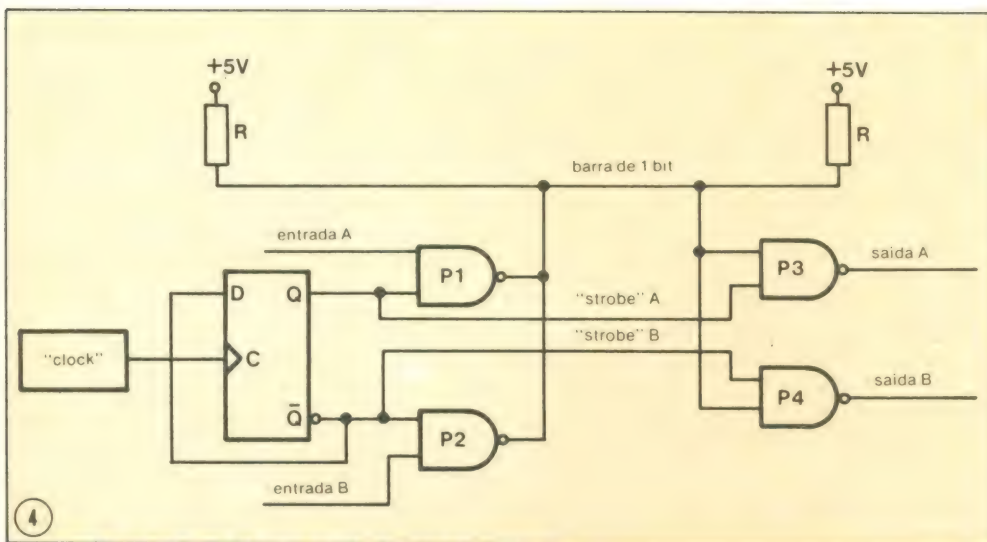 +5V
+5V
R
R
barra de 1 bit
entrada A
P1
P3
saida A
D
Q
"strobe" A
"clock"
C
"strobe" B
Q̅
P2
P4
saida B
entrada B
4